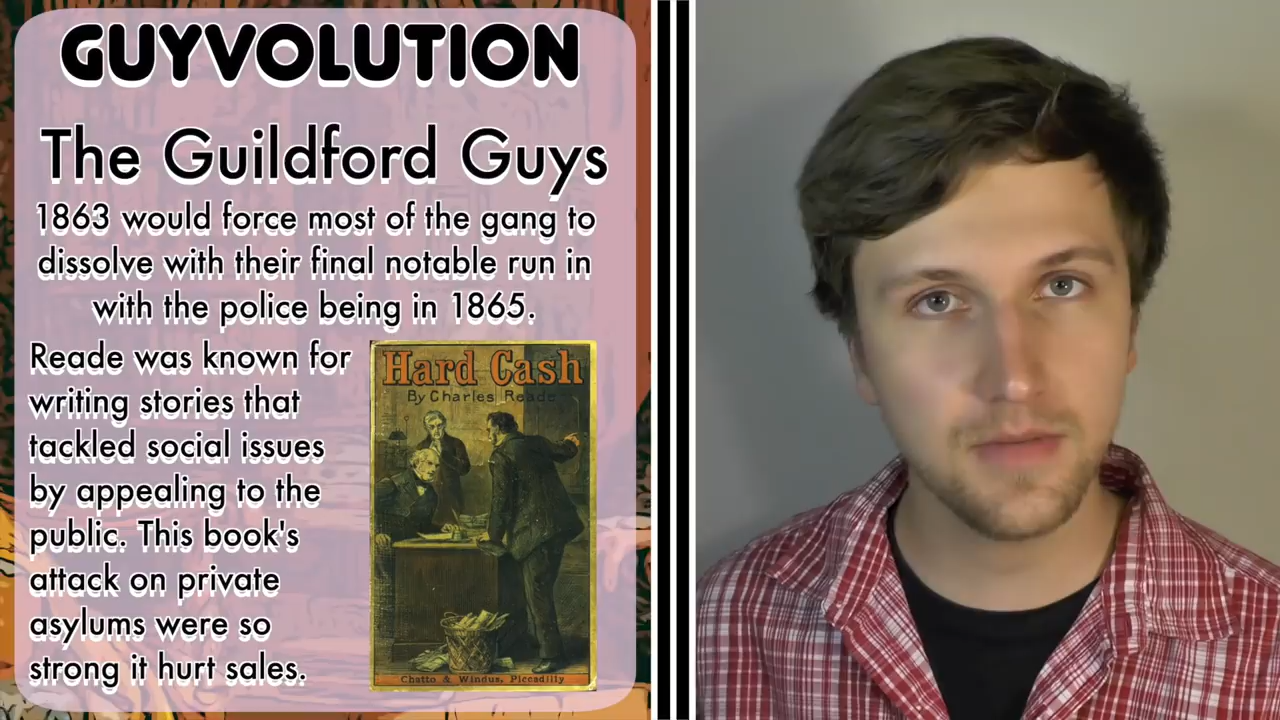 GUYVOLUTION
The Guildford Guys
1863 would force most of the gang to
dissolve with their final notable run in
with the police being in 1865.
Reade was known for
writing stories that
tackled social issues
by appealing to the
public. This book's
attack on private
asylums were so
strong it hurt sales.
Hard Cash
By Charles Reade
Chatto & Windus, Piccadilly